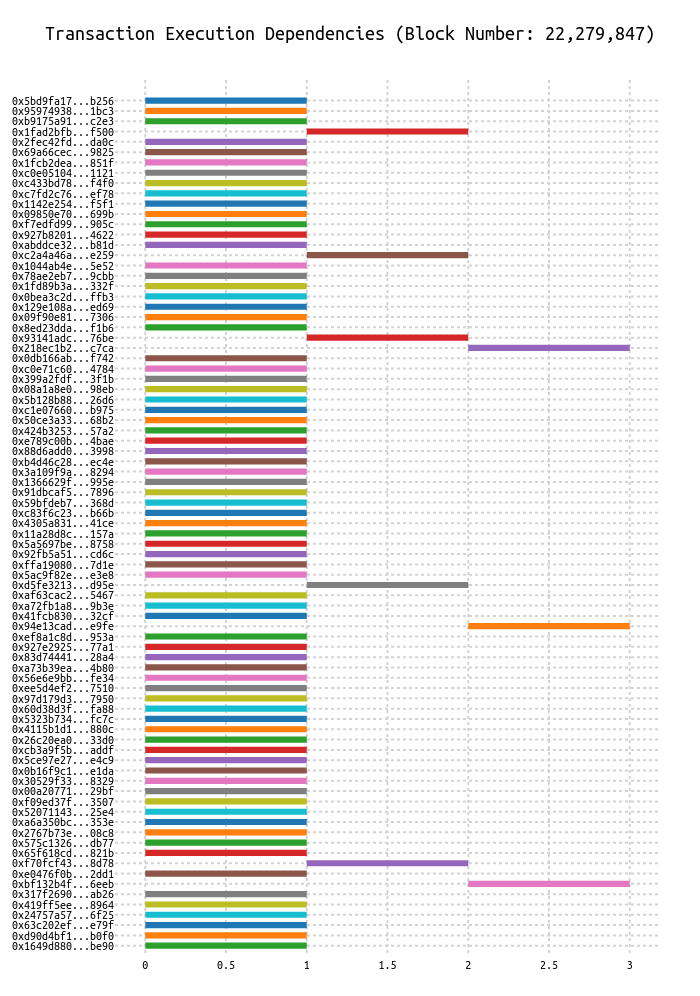 Transaction Execution Dependencies (Block Number: 22,279,847)
0x5bd9fa17...b256
0x95974938...1bc3
0xb9175a91...c2e3
0x1fad2bfb...f500
0x2fec42fd...da0c
0x69a66cec...9825
0x1fcb2dea...851f
0xc0e05104...1121
0xc433bd78...f4f0
0xc7fd2c76...ef78
0x1142e254...f5f1
0x09850e70...699b
0xf7edfd99...905c
0x927b8201...4622
0xabddce32...b81d
0xc2a4a46a...e259
0x1044ab4e...5e52
0x78ae2eb7...9cbb
0x1fd89b3a...332f
0x0bea3c2d...ffb3
0x129e108a...ed69
0x09f90e81...7306
0x8ed23dda...f1b6
0x93141adc...76be
0x218ec1b2...c7ca
0x0db166ab...f742
0xc0e71c60...4784
0x399a2fdf...3f1b
0x08a1a8e0...98eb
0x5b128b88...26d6
0xc1e07660...b975
0x50ce3a33...68b2
0x424b3253...57a2
0xe789c00b...4bae
0x88d6add0...3998
0xb4d46c28...ec4e
0x3a109f9a...8294
0x1366629f...995e
0x91dbcaf5...7896
0x59bfdeb7...368d
0xc83f6c23...b66b
0x4305a831...41ce
0x11a28d8c...157a
0x5a5697be...8758
0x92fb5a51...cd6c
0xffa19080...7d1e
0x5ac9f82e...e3e8
0xd5fe3213...d95e
0xaf63cac2...5467
0xa72fb1a8...9b3e
0x41fcb830...32cf
0x94e13cad...e9fe
0xef8a1c8d...953a
0x927e2925...77a1
0x83d74441...28a4
0xa73b39ea...4b80
0x56e6e9bb...fe34
0xee5d4ef2...7510
0x97d179d3...7950
0x60d38d3f...fa88
0x5323b734...fc7c
0x4115b1d1...880c
0x26c20ea0...33d0
0xcb3a9f5b...addf
0x5ce97e27...e4c9
0x0b16f9c1...e1da
0x30529f33...8329
0x00a20771...29bf
0xf09ed37f...3507
0x52071143...25e4
0xa6a350bc...353e
0x2767b73e...08c8
0x575c1326...db77
0x65f618cd...821b
0xf70fcf43...8d78
0xe0476f0b...2dd1
0xbf132b4f...6eeb
0x317f2690...ab26
0x419ff5ee...8964
0x24757a57...6f25
0x63c202ef...e79f
0xd90d4bf1...b0f0
0x1649d880...be90
0 0.5 1 1.5 2 2.5 3